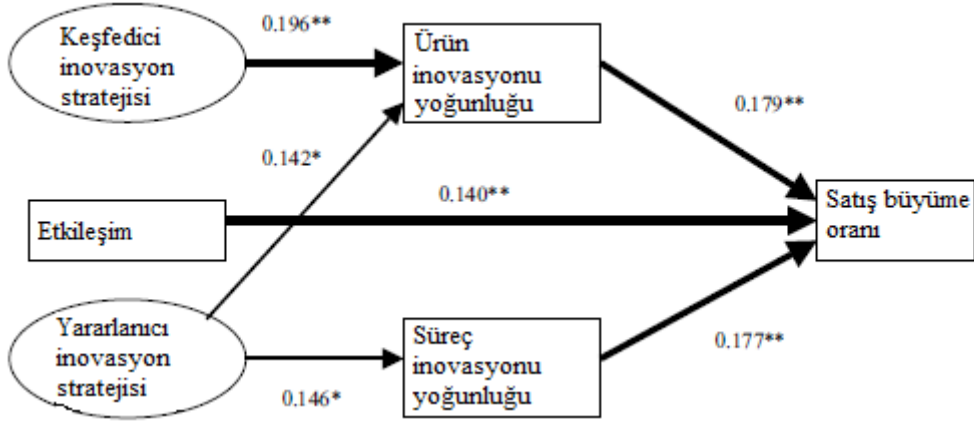 0.196**
Keşfedici
inovasyon
stratejisi
Ürün
inovasyonu
yoğunluğu
0.179**
0.142*
0.140**
Etkileşim
Satış büyüme
oranı
Yararlanıcı
inovasyon
stratejisi
Süreç
inovasyonu
yoğunluğu
0.177**
0.146*